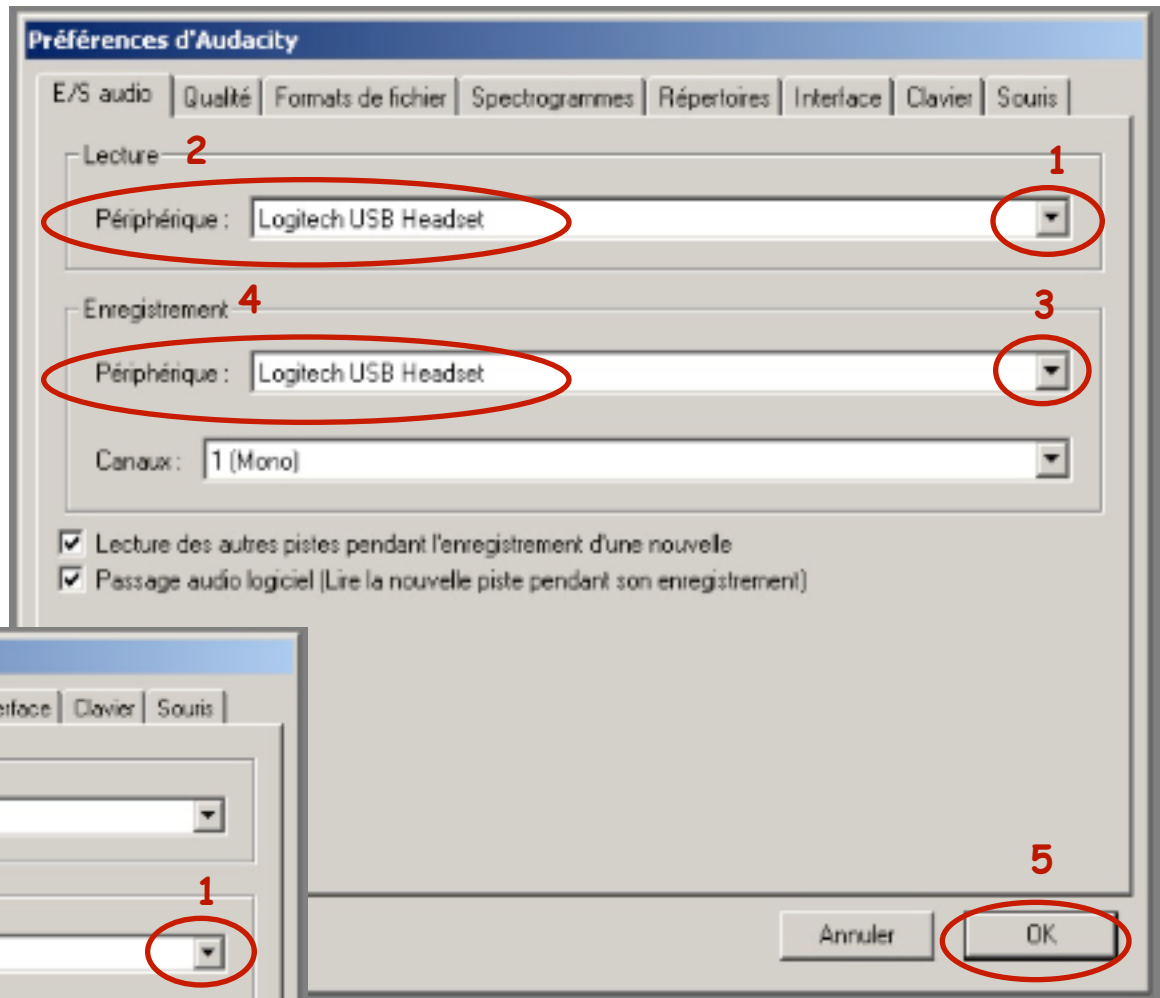 Préférences d'Audacity
E/S audio Qualité Formats de fichier Spectrogrammes Répertoires Interface Clavier Souris
Lecture 2 1
Périphérique : Logitech USB Headset
Enregistrement 4 3
Périphérique : Logitech USB Headset
Canaux : 1 (Mono)
Lecture des autres pistes pendant l'enregistrement d'une nouvelle
Passage audio logiciel (Lire la nouvelle piste pendant son enregistrement)
erface Clavier Souris
1
5
Annuler OK